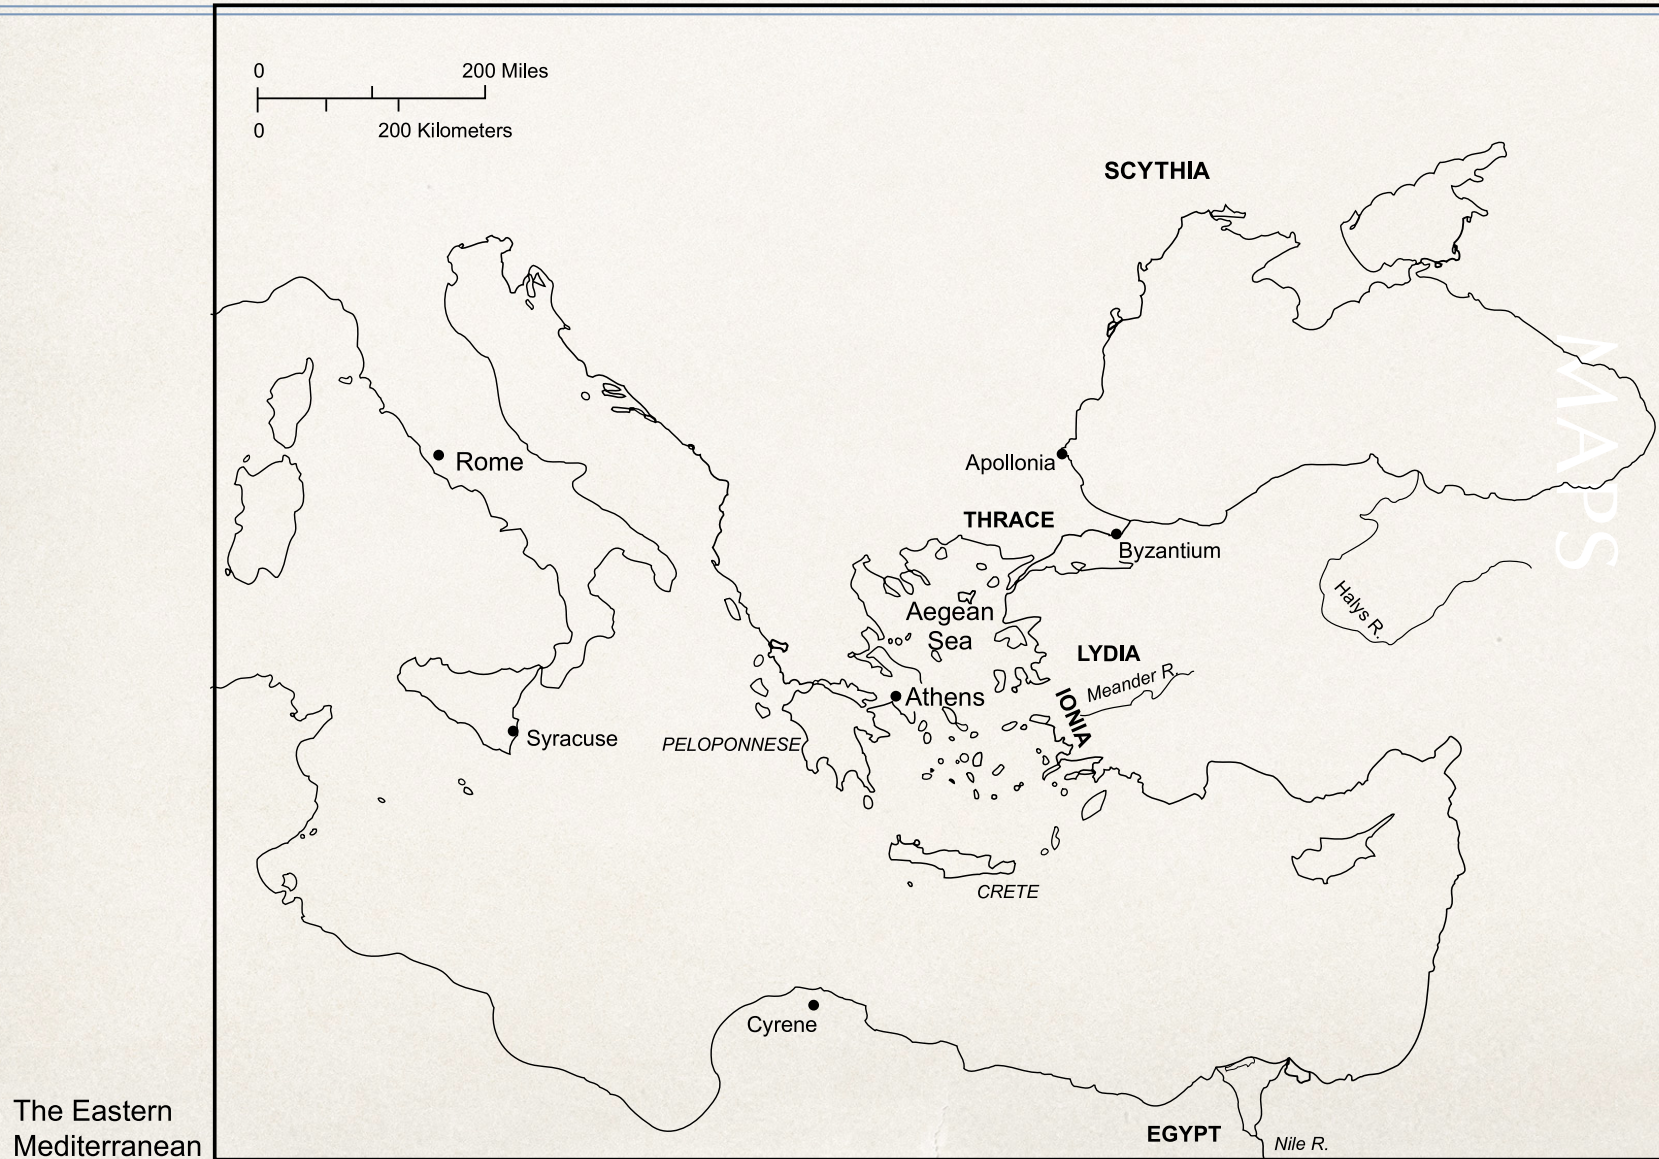 0 200 Miles
0 200 Kilometers
SCYTHIA
MAPS
Rome
Apollonia
THRACE
Byzantium
Halys R.
Aegean
Sea
LYDIA
Meander R.
IONIA
Athens
Syracuse
PELOPONNESE
CRETE
Cyrene
The Eastern
Mediterranean
EGYPT
Nile R.